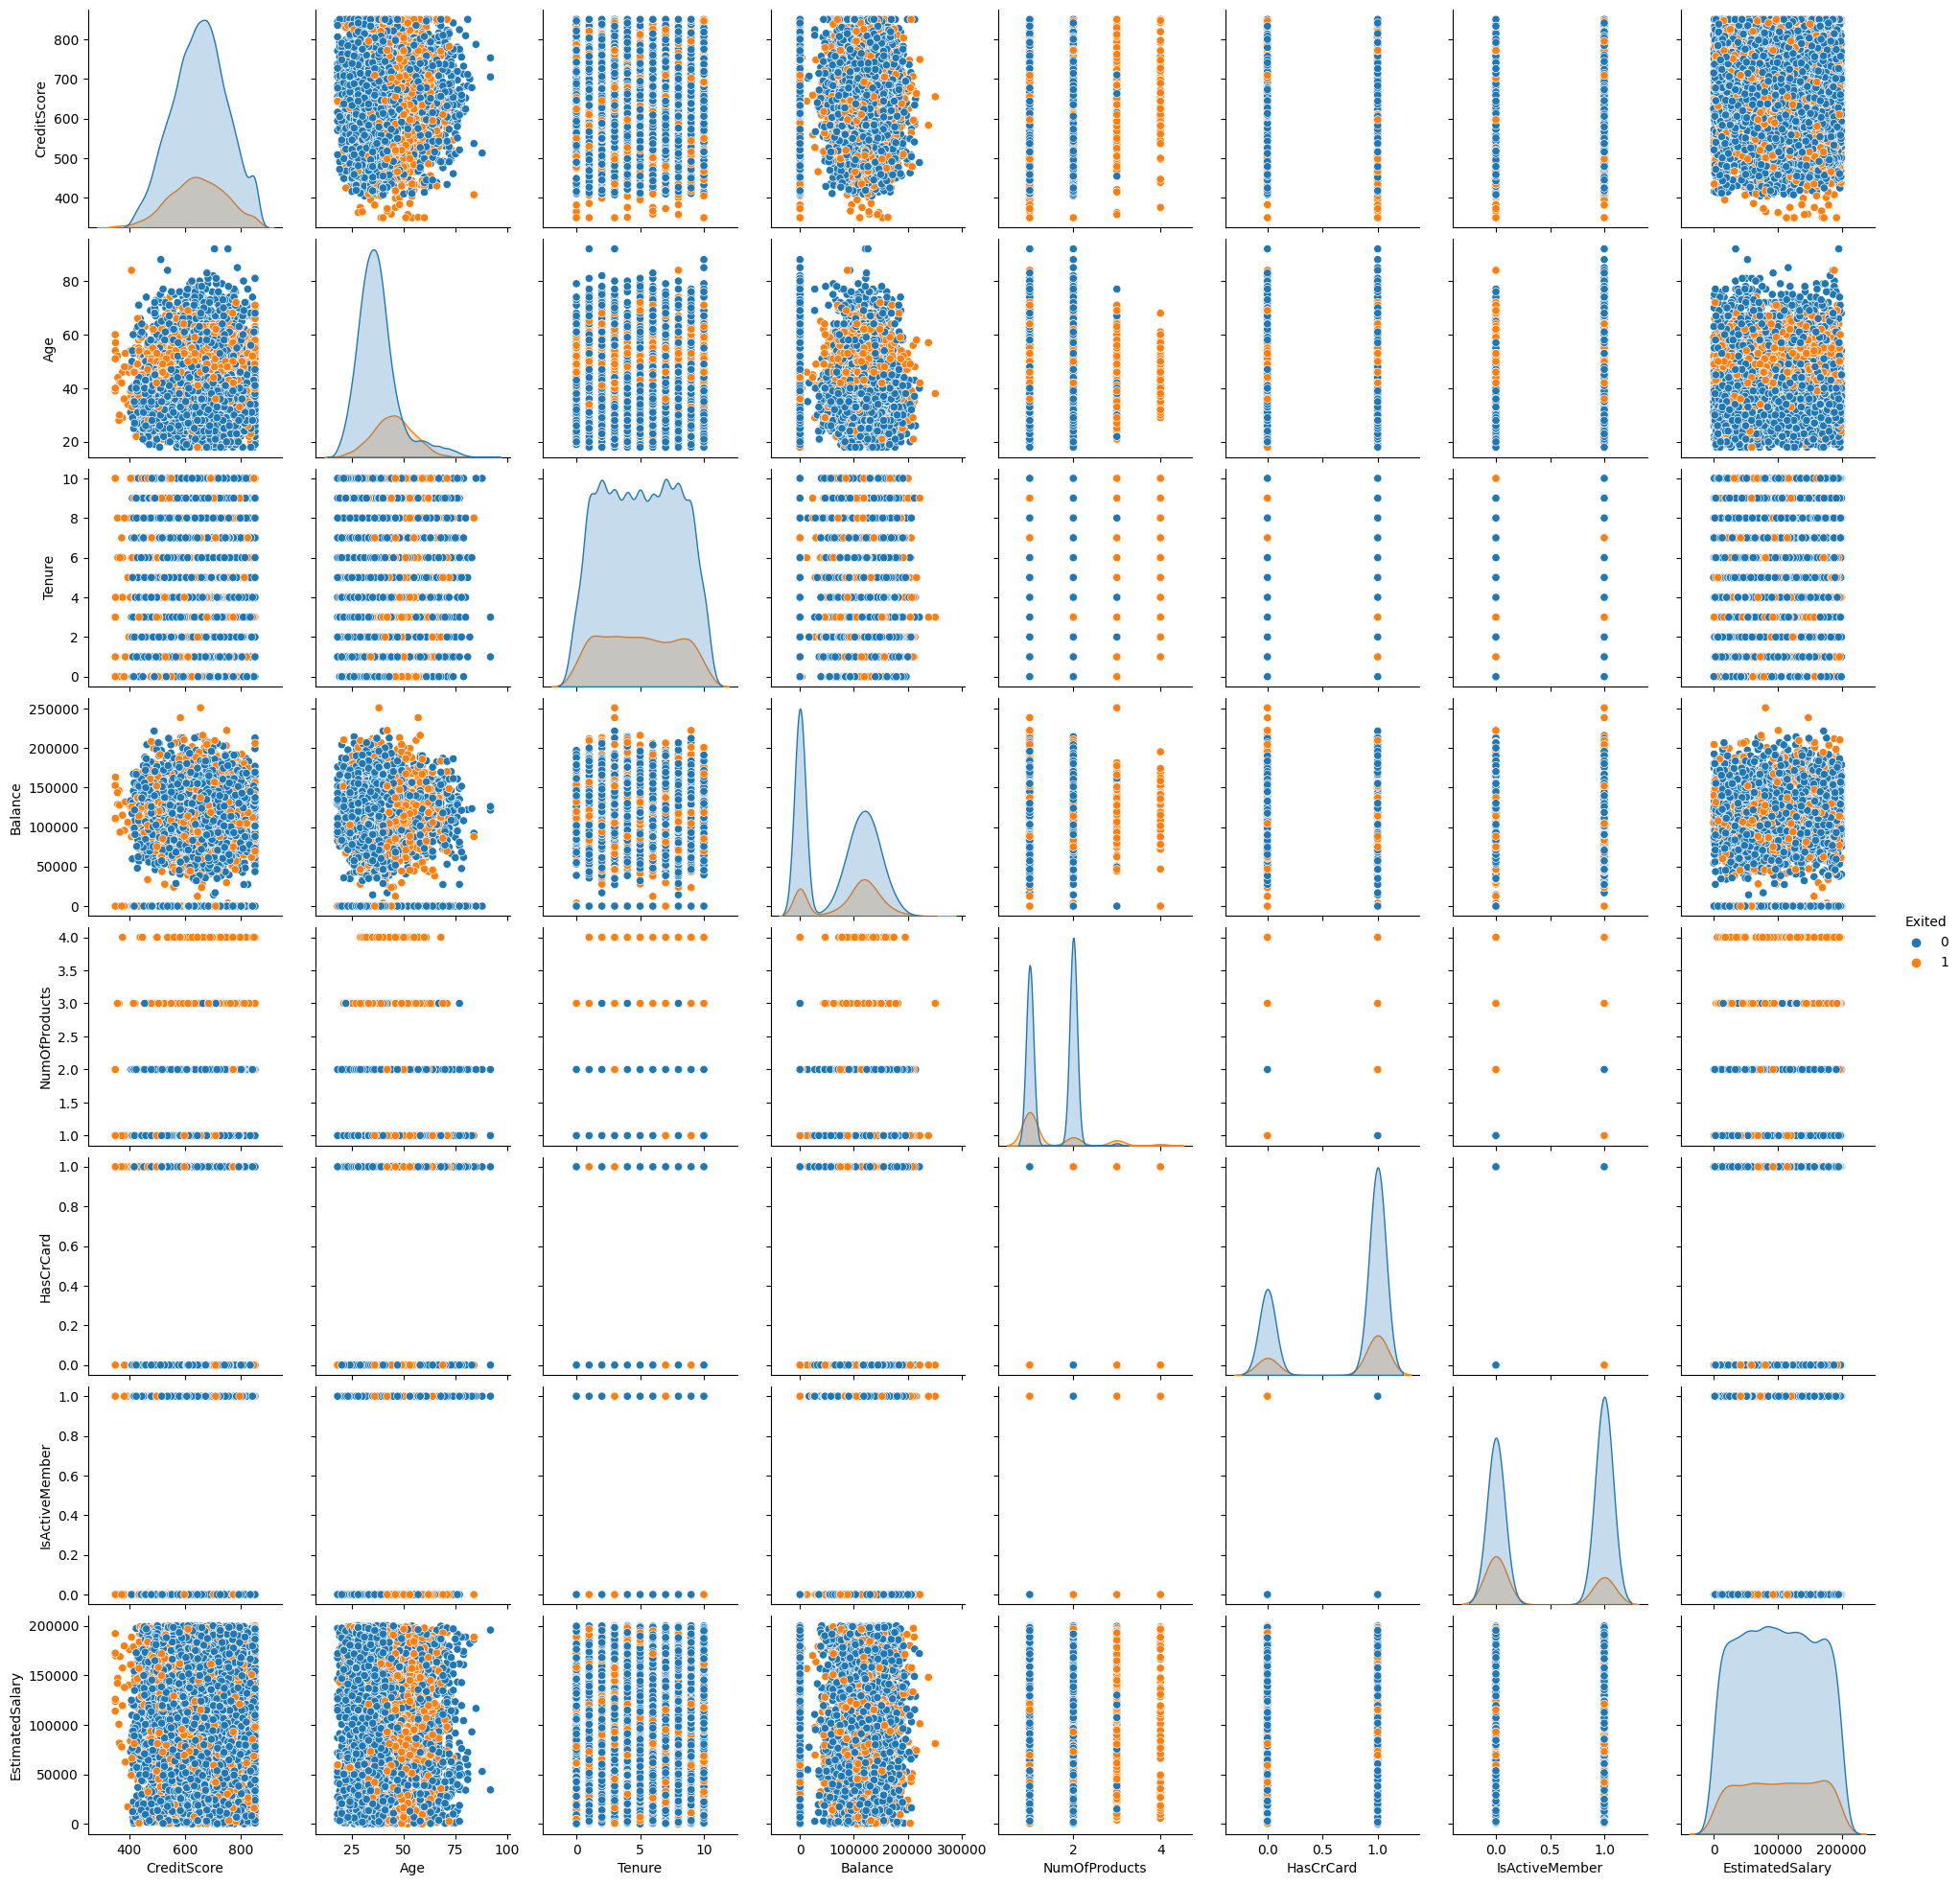 CreditScore
800
700
600
500
400
Age
80
60
40
20
Tenure
10
8
6
4
2
0
Balance
250000
200000
150000
100000
50000
0
NumOfProducts
4.0
3.5
3.0
2.5
2.0
1.5
1.0
Exited
0
1
HasCrCard
1.0
0.8
0.6
0.4
0.2
0.0
IsActiveMember
1.0
0.8
0.6
0.4
0.2
0.0
EstimatedSalary
200000
150000
100000
50000
0
400 600 800
CreditScore
25 50 75 100
Age
0 5 10
Tenure
0 100000 200000 300000
Balance
2 4
NumOfProducts
0.0 0.5 1.0
HasCrCard
0.0 0.5 1.0
IsActiveMember
0 100000 200000
EstimatedSalary